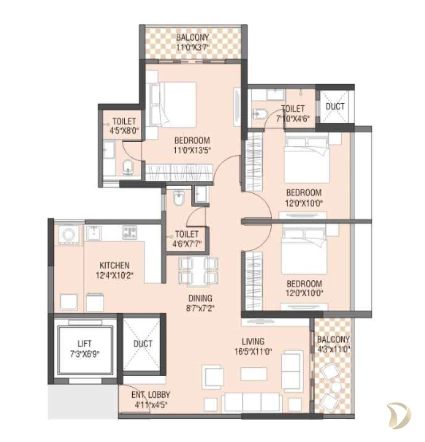 BALCONY
11'0"X3'7"
TOILET
4'5"X8'0"
BEDROOM
11'0"X13'5"
TOILET
7'10"X4'6"
DUCT
BEDROOM
12'0"X10'0"
TOILET
4'6"X7'7"
KITCHEN
12'4"X10'2"
DINING
8'7"X7'2"
BEDROOM
12'0"X10'0"
LIFT
7'3"X6'9"
DUCT
LIVING
16'5"X11'0"
BALCONY
4'3"X11'0"
ENT. LOBBY
4'11"X4'5"